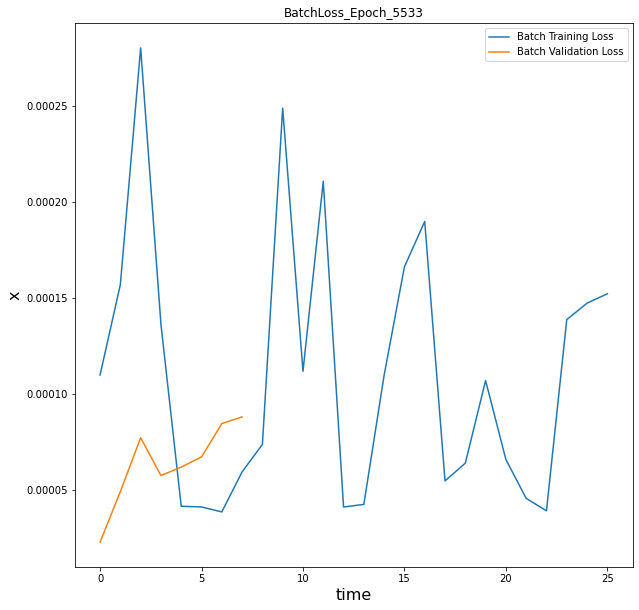 BatchLoss_Epoch_5533
Batch Training Loss
Batch Validation Loss
0.00025
0.00020
0.00015
0.00010
0.00005
x
0 5 10 15 20 25
time